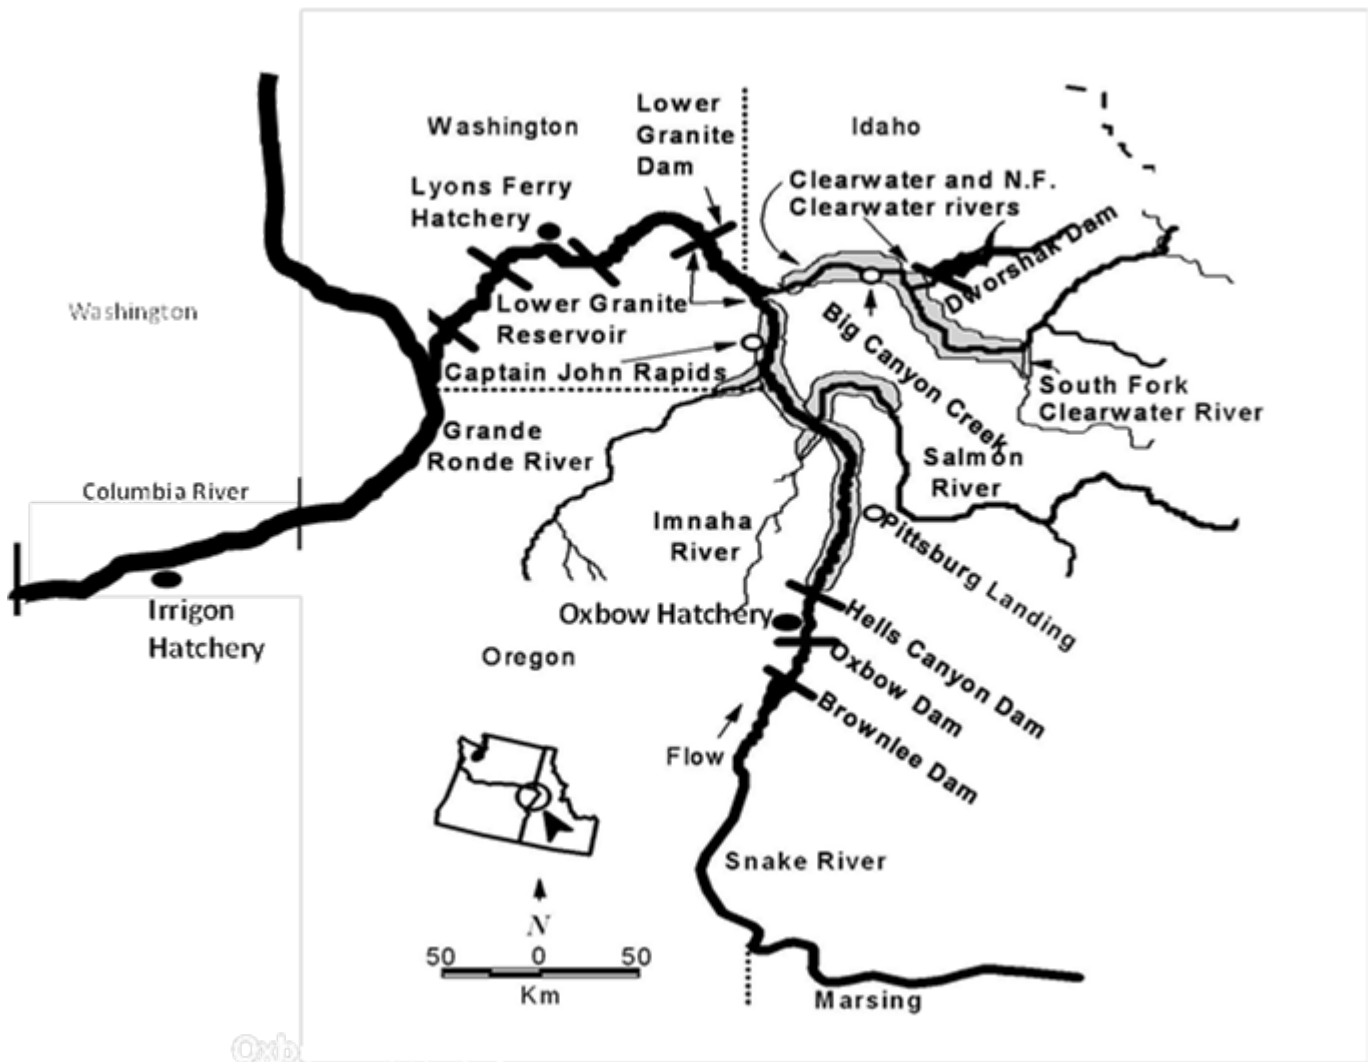 Lower
Granite
Dam
Washington
Idaho
Clearwater and N.F.
Clearwater rivers
Lyons Ferry
Hatchery
Dworshak Dam
Washington
Lower Granite
Reservoir
Big Canyon Creek
Captain John Rapids
South Fork
Clearwater River
Grande
Ronde River
Salmon
River
Columbia River
Imnaha
River
Pittsburg Landing
Irrigon
Hatchery
Oxbow Hatchery
Hells Canyon Dam
Oregon
Oxbow Dam
Brownlee Dam
Flow
Snake River
N
50 0 50
Km
Marsing